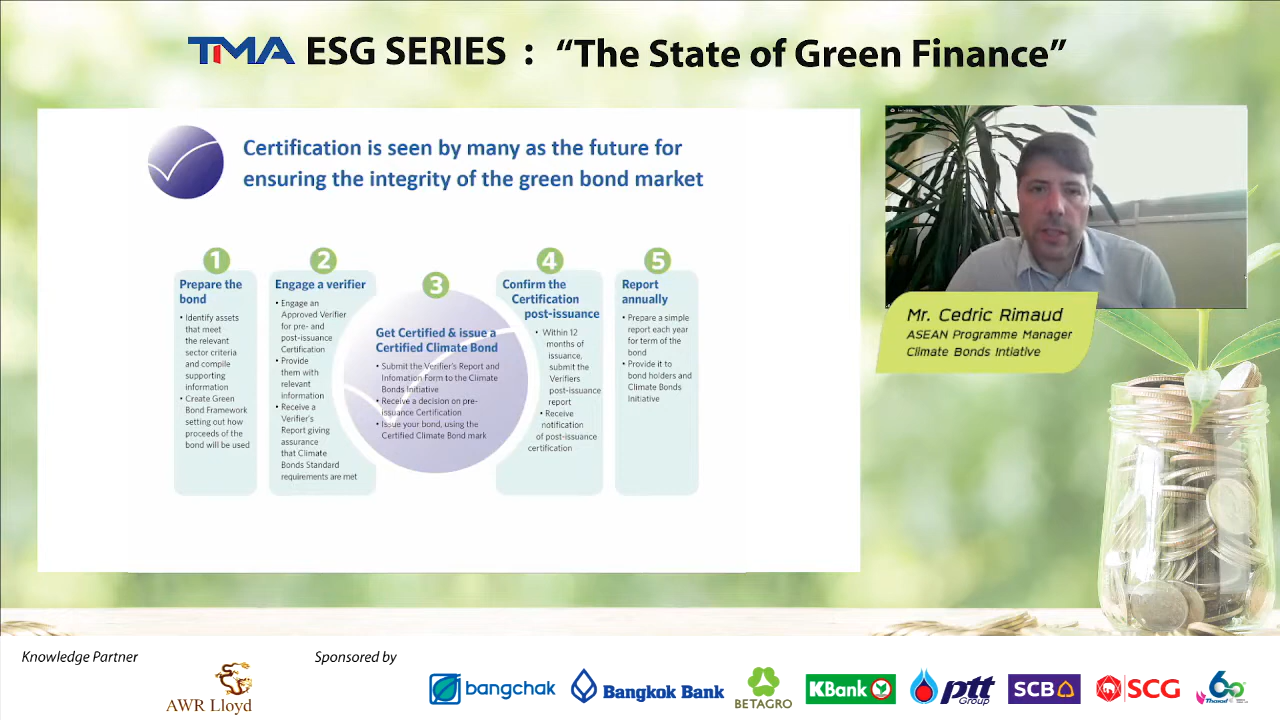 TMA ESG SERIES : “The State of Green Finance”
Certification is seen by many as the future for
ensuring the integrity of the green bond market
1
Prepare the
bond
• Identify assets
that meet
the relevant
sector criteria
and compile
supporting
information
• Create Green
Bond Framework
setting out how
proceeds of the
bond will be used
2
Engage a verifier
• Engage an
Approved Verifier
for pre- and
post-issuance
Certification
• Provide
them with
relevant
information
• Receive a
Verifier's
Report giving
assurance
that Climate
Bonds Standard
requirements are met
3
Get Certified & issue a
Certified Climate Bond
• Submit the Verifier's Report and
Infomation Form to the Climate
Bonds Initiative
• Receive a decision on pre-
issuance Certification
• Issue your bond, using the
Certified Climate Bond mark
4
Confirm the
Certification
post-issuance
• Within 12
months of
issuance,
submit the
Verifiers
post-issuance
report
• Receive
notification
of post-issuance
certification
5
Report
annually
• Prepare a simple
report each year
for term of the
bond
• Provide it to
bond holders and
Climate Bonds
Initiative
Mr. Cedric Rimaud
ASEAN Programme Manager
Climate Bonds Intiative
Knowledge Partner
AWR Lloyd
Sponsored by
bangchak
Bangkok Bank
BETAGRO
KBank
ptt
Group
SCB
SCG
60
Thaioil